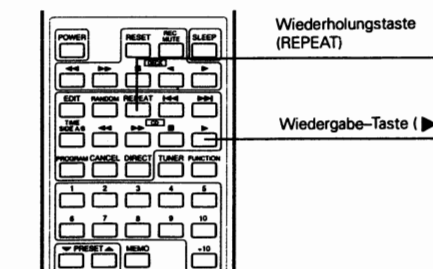 Wiederholungstaste
(REPEAT)
POWER RESET REC MUTE SLEEP
DECK
EDIT RANDOM REPEAT
TIME SIDE A/B CD
Wiedergabe–Taste (
PROGRAM CANCEL DIRECT TUNER FUNCTION
1 2 3 4 5
6 7 8 9 10
PRESET MEMO +10